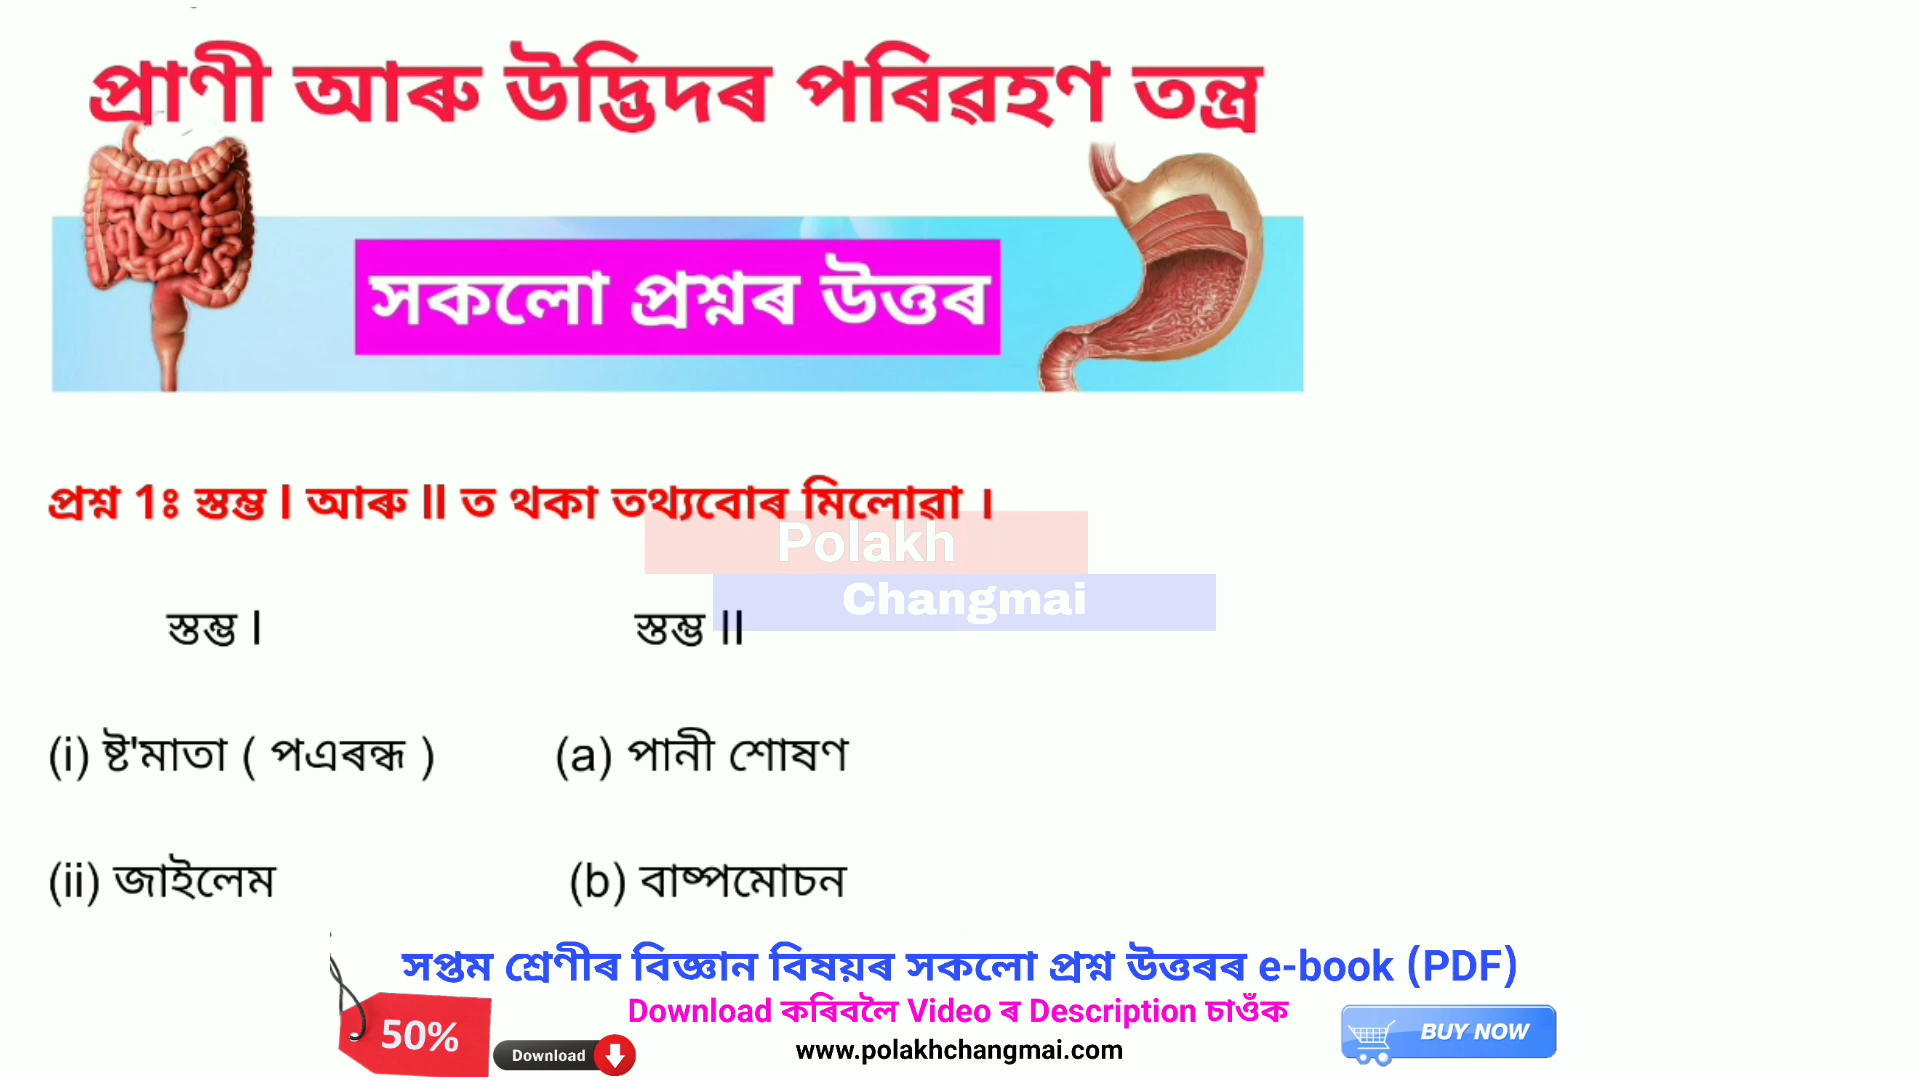 প্ৰাণী আৰু উদ্ভিদৰ পৰিৱহণ তন্ত্ৰ
সকলো প্ৰশ্নৰ উত্তৰ
প্ৰশ্ন 1ঃ স্তম্ভ I আৰু II ত থকা তথ্যবোৰ মিলোৱা ।
Polakh
Changmai
স্তম্ভ I স্তম্ভ II
(i) ষ্ট'মাতা ( পএৰন্ধ ) (a) পানী শোষণ
(ii) জাইলেম (b) বাষ্পমোচন
সপ্তম শ্ৰেণীৰ বিজ্ঞান বিষয়ৰ সকলো প্ৰশ্ন উত্তৰৰ e-book (PDF)
Download কৰিবলৈ Video ৰ Description চাওঁক
www.polakhchangmai.com
50%
Download
BUY NOW